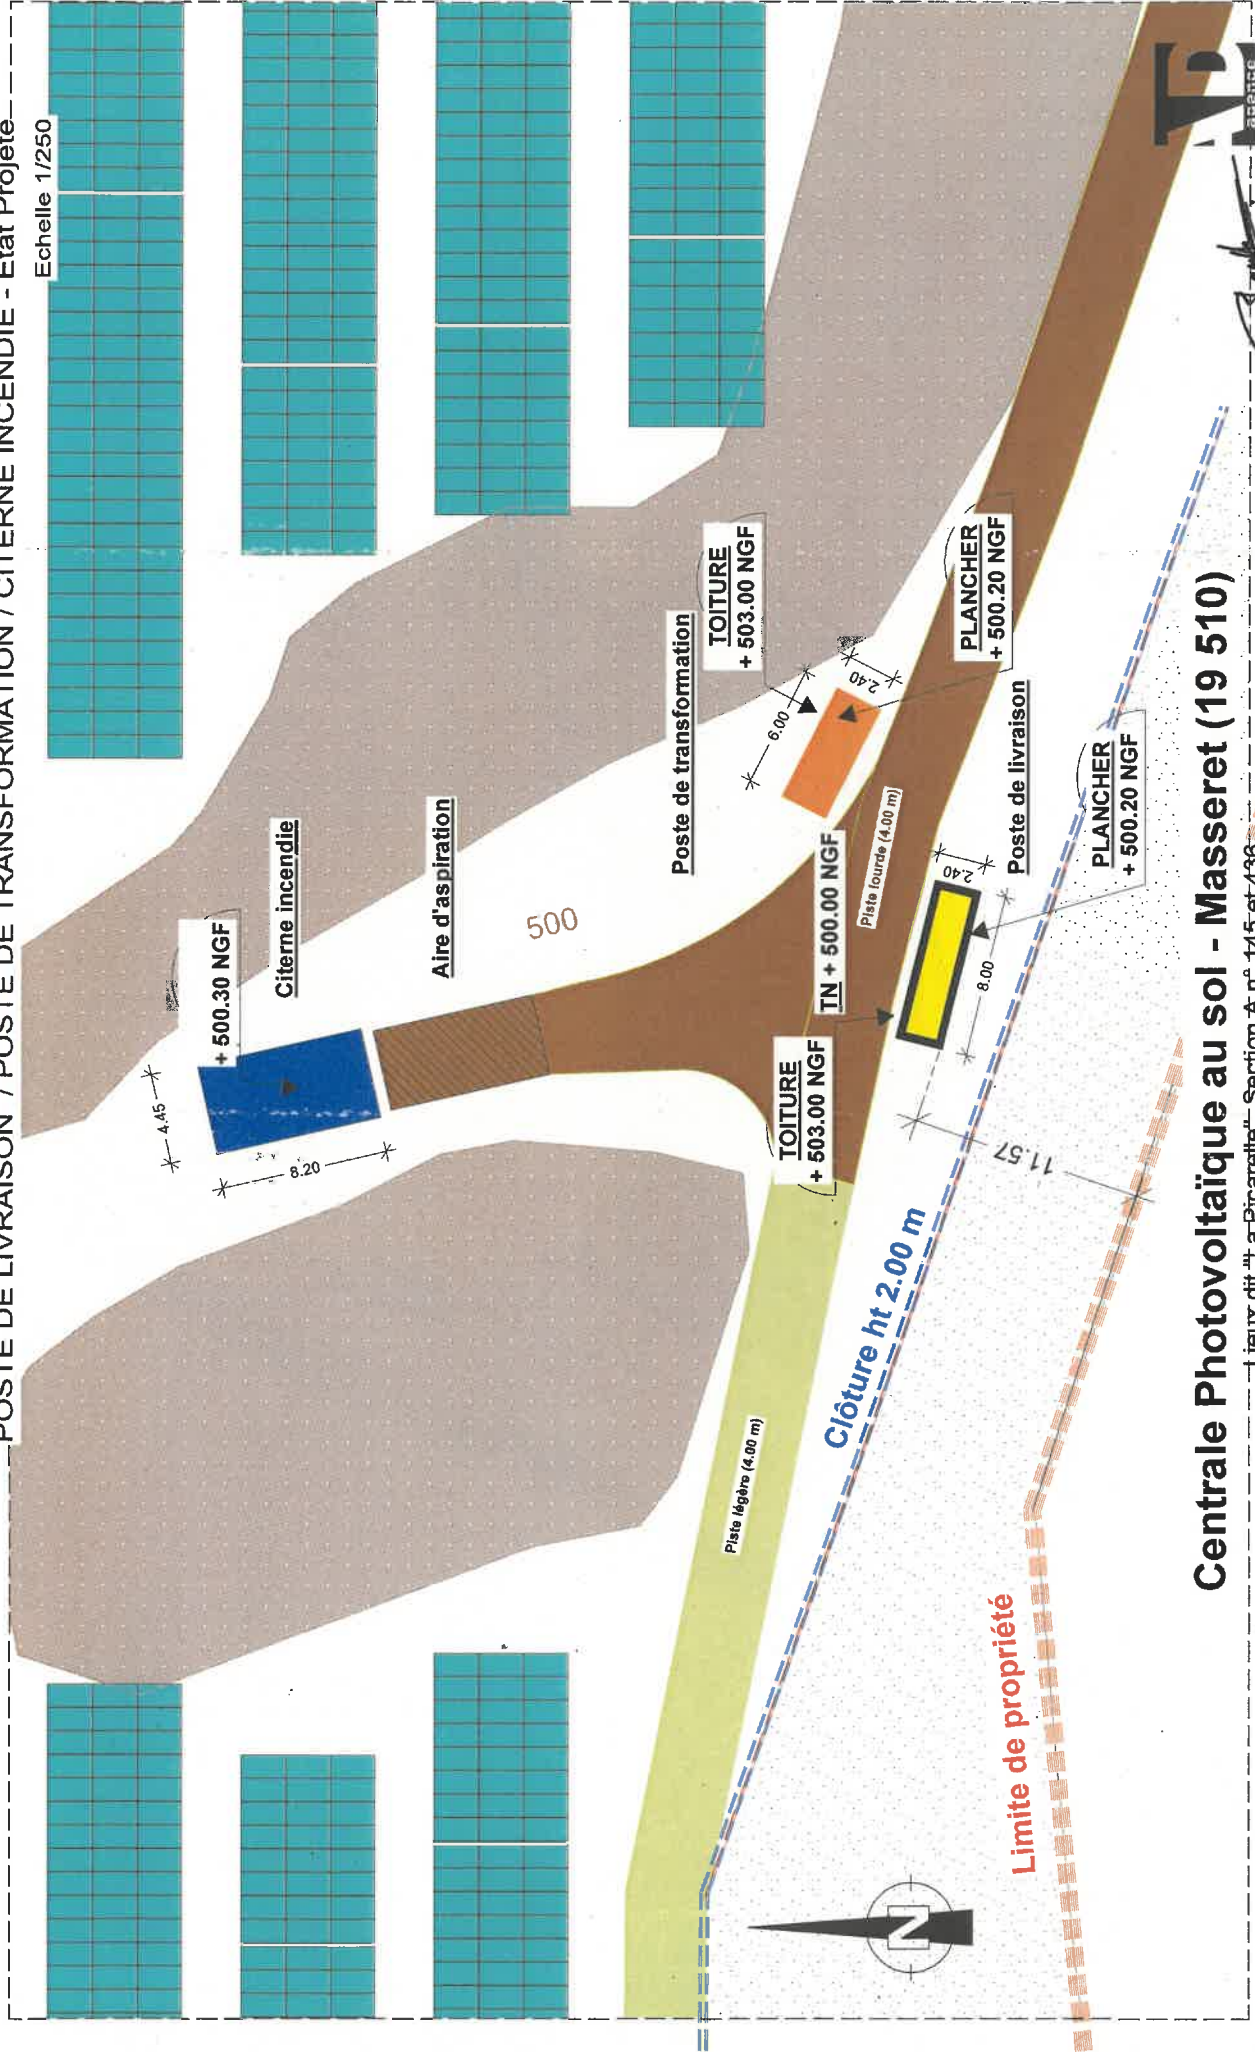 POSTE DE LIVRAISON / POSTE DE TRANSFORMATION / CITERNE INCENDIE - Etat Projeté
Echelle 1/250
+ 500.30 NGF
4.45
8.20
Citerne incendie
Aire d'aspiration
500
Poste de transformation
TOITURE
+ 503.00 NGF
6.00
2.40
PLANCHER
+ 500.20 NGF
TN + 500.00 NGF
Piste lourde (4.00 m)
TOITURE
+ 503.00 NGF
2.40
8.00
Poste de livraison
PLANCHER
+ 500.20 NGF
11.57
Piste légère (4.00 m)
Clôture ht 2.00 m
Limite de propriété
N
Centrale Photovoltaïque au sol - Masseret (19 510)
Section A n° 145 et 436